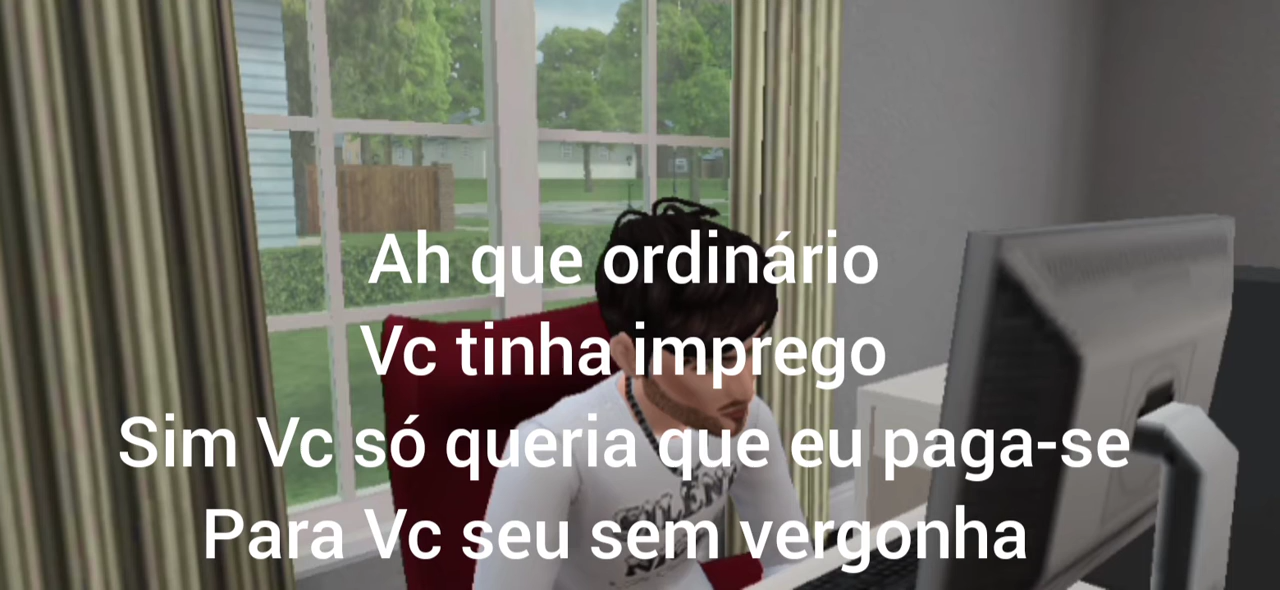 Ah que ordinário
Vc tinha imprego
Sim Vc só queria que eu paga-se
Para Vc seu sem vergonha